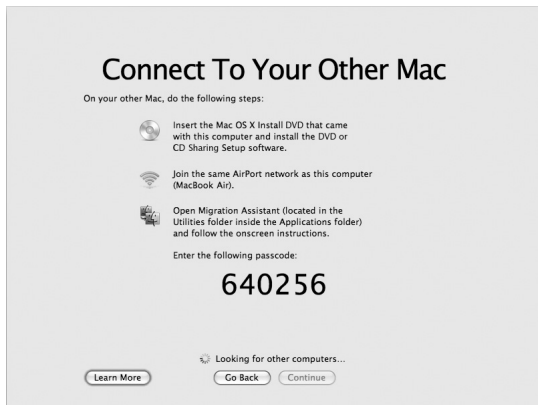 Connect To Your Other Mac
On your other Mac, do the following steps:
Insert the Mac OS X Install DVD that came
with this computer and install the DVD or
CD Sharing Setup software.
Join the same AirPort network as this computer
(MacBook Air).
Open Migration Assistant (located in the
Utilities folder inside the Applications folder)
and follow the onscreen instructions.
Enter the following passcode:
640256
Looking for other computers...
Learn More
Go Back
Continue